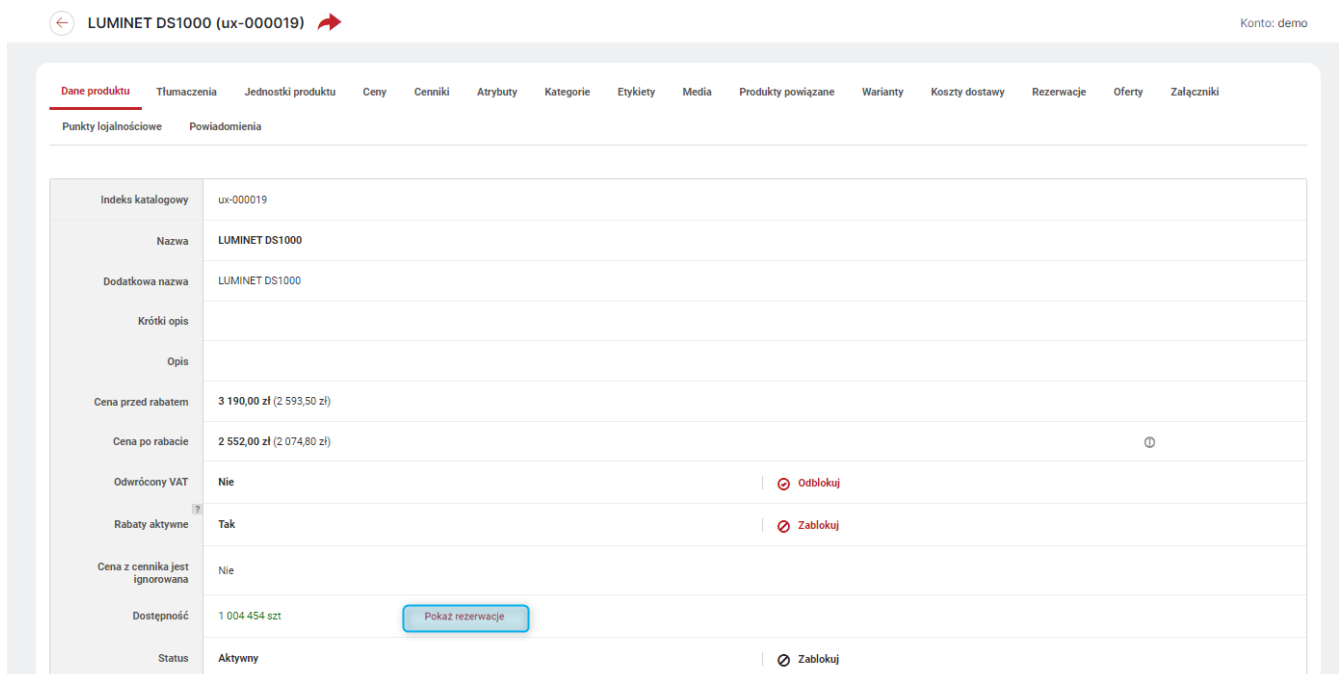 LUMINET DS1000 (ux-000019)
Konto: demo
Dane produktu Tłumaczenia Jednostki produktu Ceny Cenniki Atrybuty Kategorie Etykiety Media Produkty powiązane Warianty Koszty dostawy Rezerwacje Oferty Załączniki
Punkty lojalnościowe Powiadomienia
Indeks katalogowy ux-000019
Nazwa LUMINET DS1000
Dodatkowa nazwa LUMINET DS1000
Krótki opis
Opis
Cena przed rabatem 3 190,00 zł (2 593,50 zł)
Cena po rabacie 2 552,00 zł (2 074,80 zł)
Odwrócony VAT Nie Odblokuj
?
Rabaty aktywne Tak Zablokuj
Cena z cennika jest
ignorowana
Nie
Dostępność 1 004 454 szt Pokaż rezerwacje
Status Aktywny Zablokuj